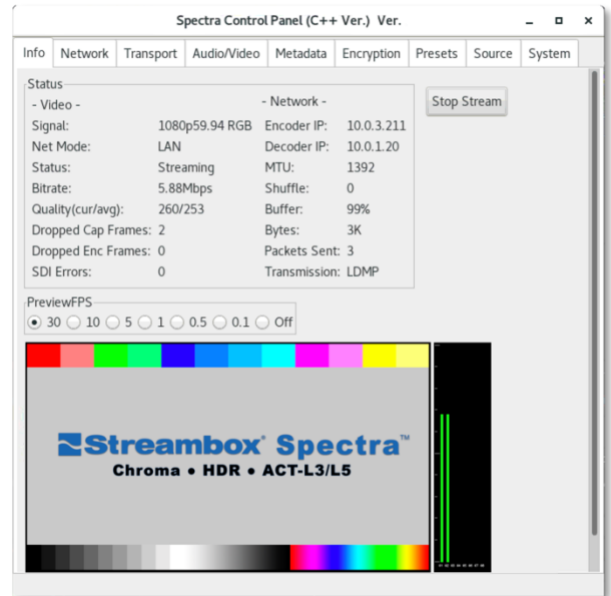 Spectra Control Panel (C++ Ver.) Ver.
Info Network Transport Audio/Video Metadata Encryption Presets Source System
Status
- Video -
Signal: 1080p59.94 RGB
Net Mode: LAN
Status: Streaming
Bitrate: 5.88Mbps
Quality(cur/avg): 260/253
Dropped Cap Frames: 2
Dropped Enc Frames: 0
SDI Errors: 0
- Network -
Encoder IP: 10.0.3.211
Decoder IP: 10.0.1.20
MTU: 1392
Shuffle: 0
Buffer: 99%
Bytes: 3K
Packets Sent: 3
Transmission: LDMP
Stop Stream
PreviewFPS
30 10 5 1 0.5 0.1 Off
Streambox® Spectra™
Chroma • HDR • ACT-L3/L5